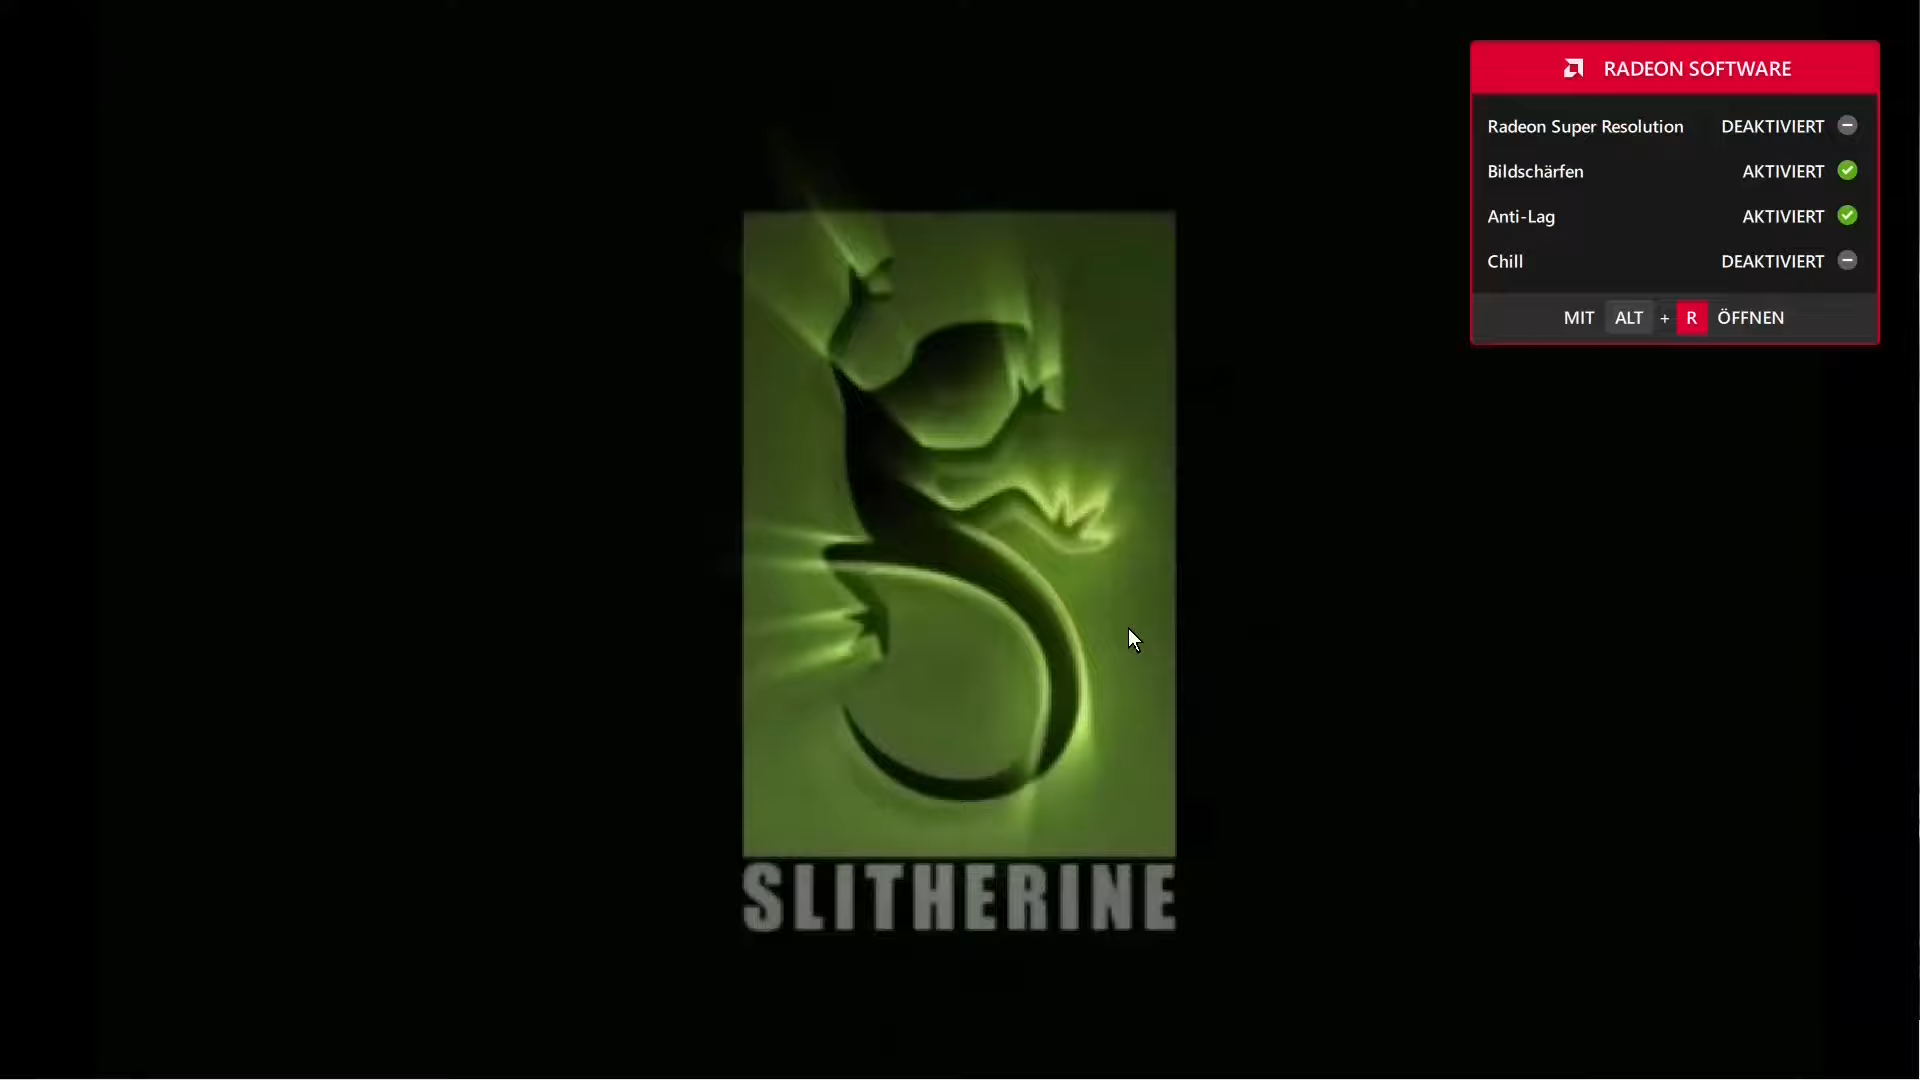 RADEON SOFTWARE
Radeon Super Resolution DEAKTIVIERT
Bildschärfen AKTIVIERT
Anti-Lag AKTIVIERT
Chill DEAKTIVIERT
MIT ALT + R ÖFFNEN
SLITHERINE